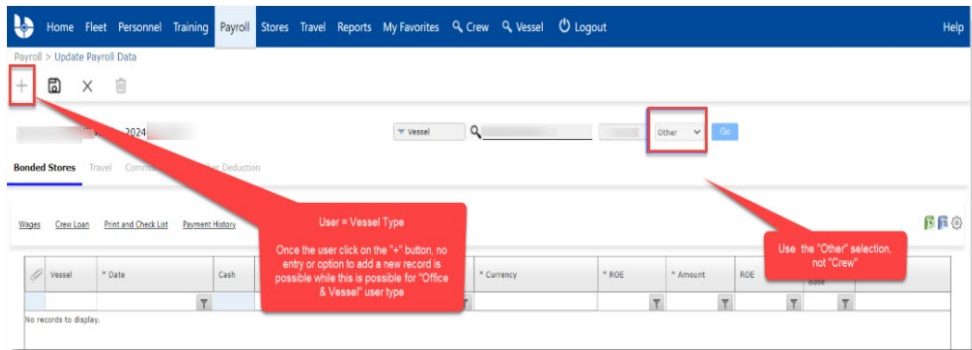 Home Fleet Personnel Training Payroll Stores Travel Reports My Favorites Crew Vessel Logout Help
Payroll > Update Payroll Data
2024 Vessel Other Go
Bonded Stores Travel Deduction
User = Vessel Type
Once the user click on the "+" button, no
entry or option to add a new record is
possible while this is possible for "Office
& Vessel" user type
Use the "Other" selection,
not "Crew"
Wages Crew Loan Print and Check List Payment History
Vessel * Date Cash * Currency * ROE * Amount ROE Date
No records to display.